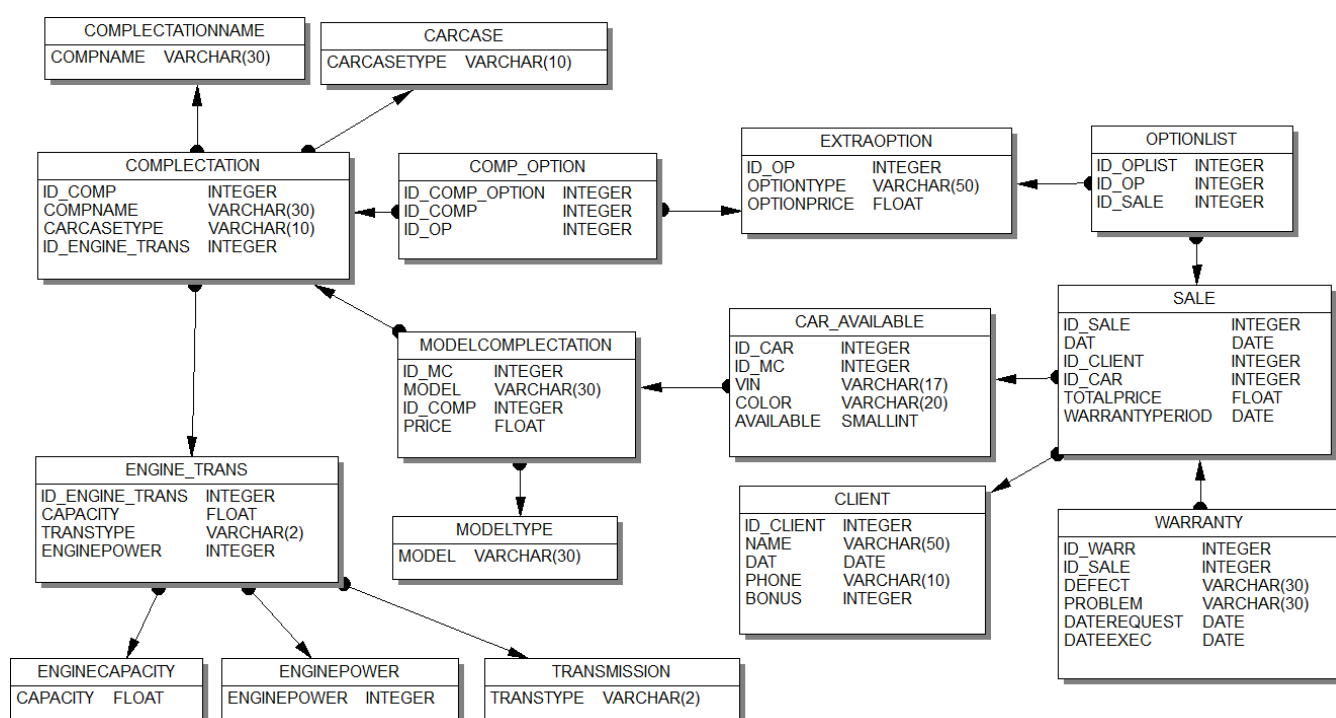 COMPLECTATIONNAME
COMPNAME VARCHAR(30)
CARCASE
CARCASETYPE VARCHAR(10)
COMPLECTATION
ID_COMP INTEGER
COMPNAME VARCHAR(30)
CARCASETYPE VARCHAR(10)
ID_ENGINE_TRANS INTEGER
COMP_OPTION
ID_COMP_OPTION INTEGER
ID_COMP INTEGER
ID_OP INTEGER
EXTRAOPTION
ID_OP INTEGER
OPTIONTYPE VARCHAR(50)
OPTIONPRICE FLOAT
OPTIONLIST
ID_OPLIST INTEGER
ID_OP INTEGER
ID_SALE INTEGER
MODELCOMPLECTATION
ID_MC INTEGER
MODEL VARCHAR(30)
ID_COMP INTEGER
PRICE FLOAT
CAR_AVAILABLE
ID_CAR INTEGER
ID_MC INTEGER
VIN VARCHAR(17)
COLOR VARCHAR(20)
AVAILABLE SMALLINT
SALE
ID_SALE INTEGER
DAT DATE
ID_CLIENT INTEGER
ID_CAR INTEGER
TOTALPRICE FLOAT
WARRANTYPERIOD DATE
ENGINE_TRANS
ID_ENGINE_TRANS INTEGER
CAPACITY FLOAT
TRANSTYPE VARCHAR(2)
ENGINEPOWER INTEGER
MODELTYPE
MODEL VARCHAR(30)
CLIENT
ID_CLIENT INTEGER
NAME VARCHAR(50)
DAT DATE
PHONE VARCHAR(10)
BONUS INTEGER
WARRANTY
ID_WARR INTEGER
ID_SALE INTEGER
DEFECT VARCHAR(30)
PROBLEM VARCHAR(30)
DATEREQUEST DATE
DATEEXEC DATE
ENGINECAPACITY
CAPACITY FLOAT
ENGINEPOWER
ENGINEPOWER INTEGER
TRANSMISSION
TRANSTYPE VARCHAR(2)